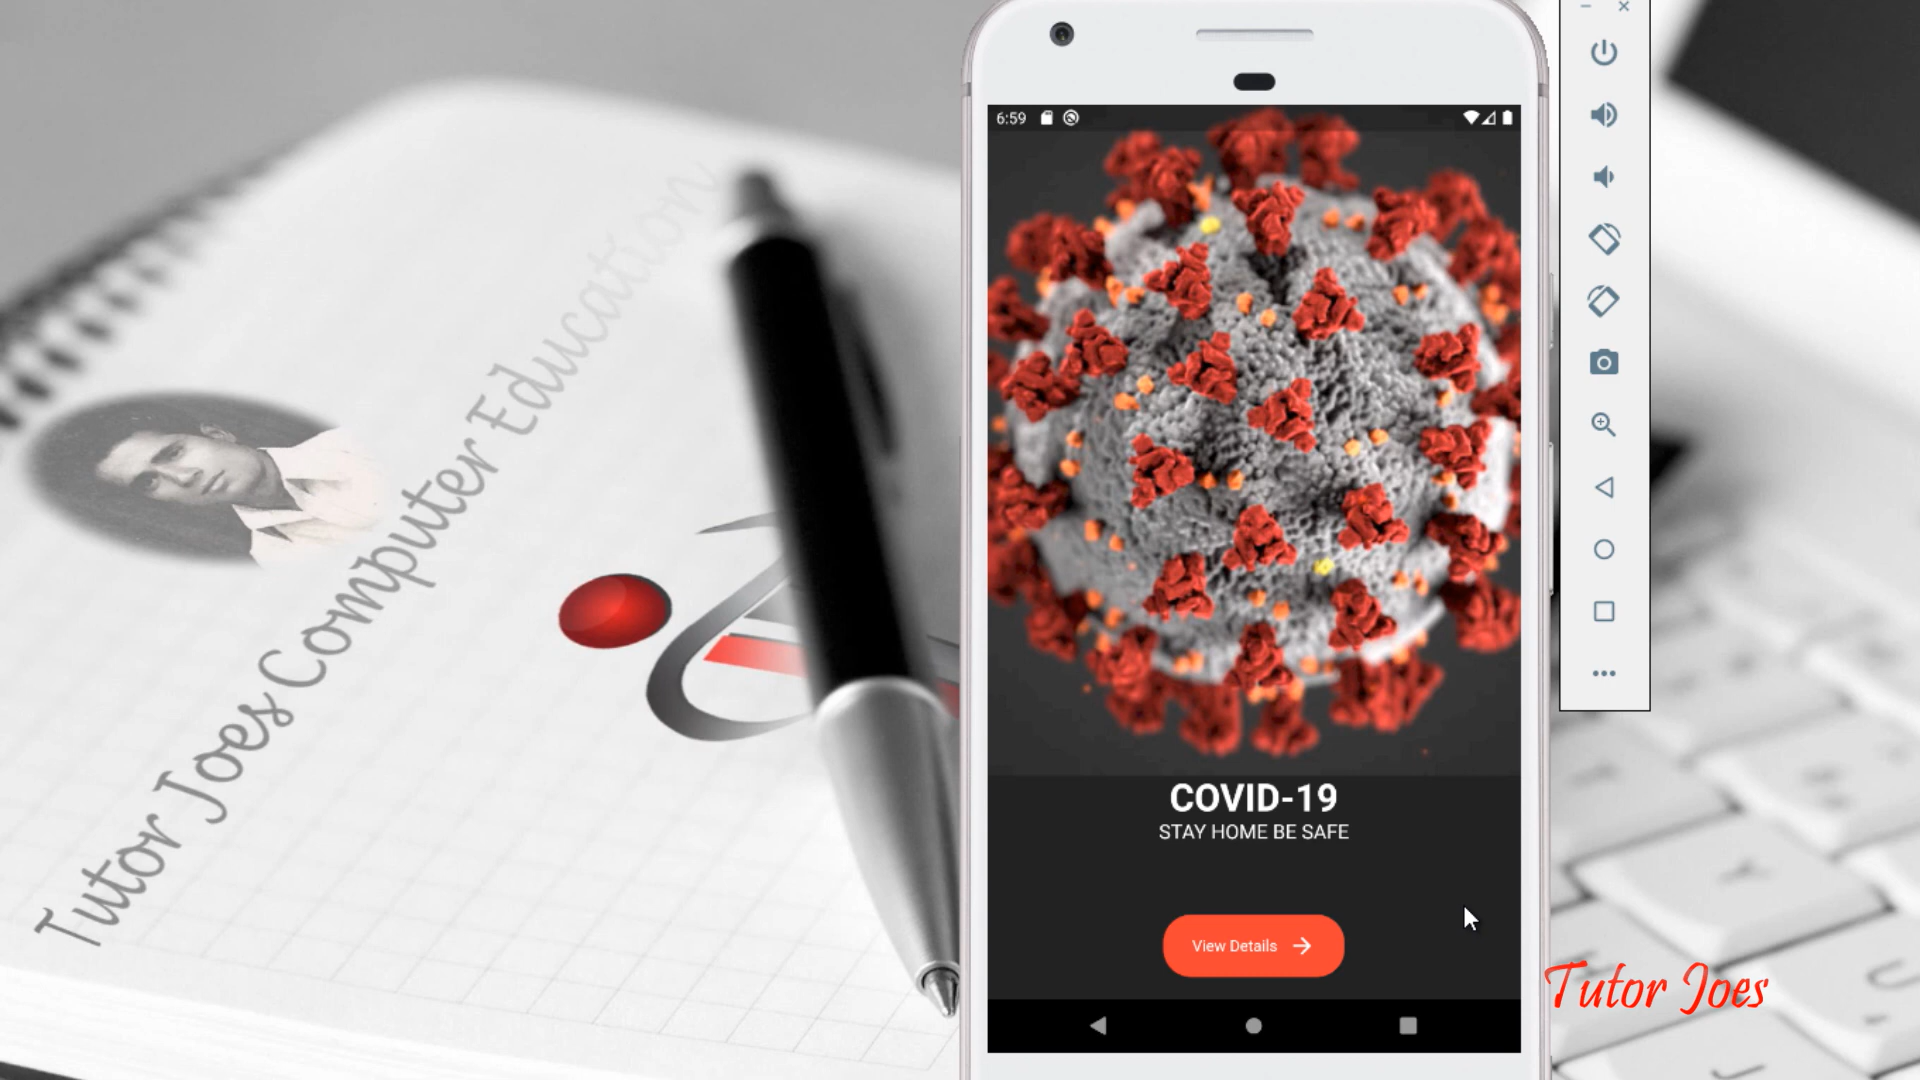 Tutor Joes Computer Education
6:59
COVID-19
STAY HOME BE SAFE
View Details
Tutor Joes